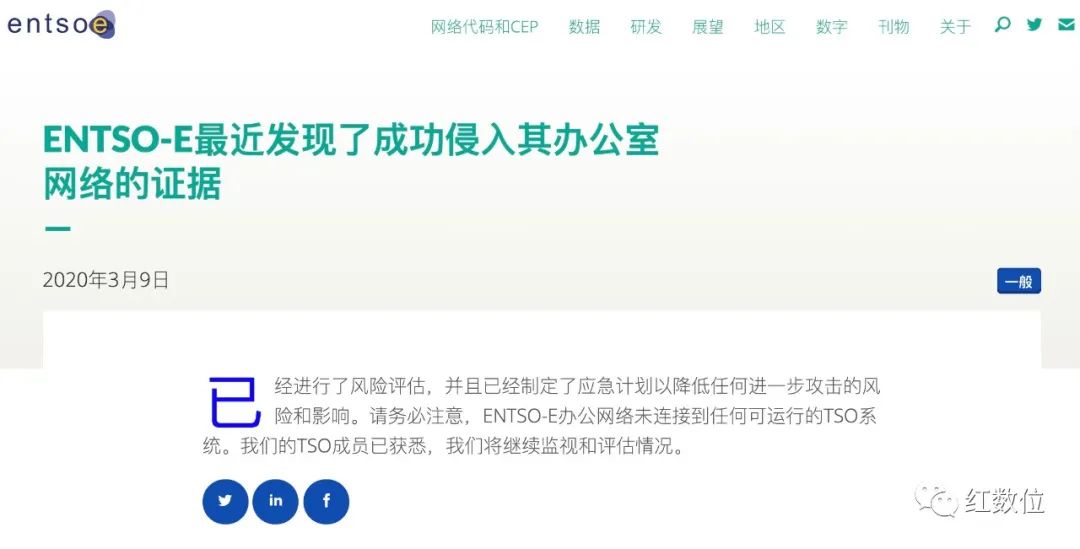 entsoe
网络代码和CEP 数据 研发 展望 地区 数字 刊物 关于
ENTSO-E最近发现了成功侵入其办公室
网络的证据
2020年3月9日
一般
已经进行了风险评估，并且已经制定了应急计划以降低任何进一步攻击的风
险和影响。请务必注意，ENTSO-E办公网络未连接到任何可运行的TSO系
统。我们的TSO成员已获悉，我们将继续监视和评估情况。
in
f
红数位